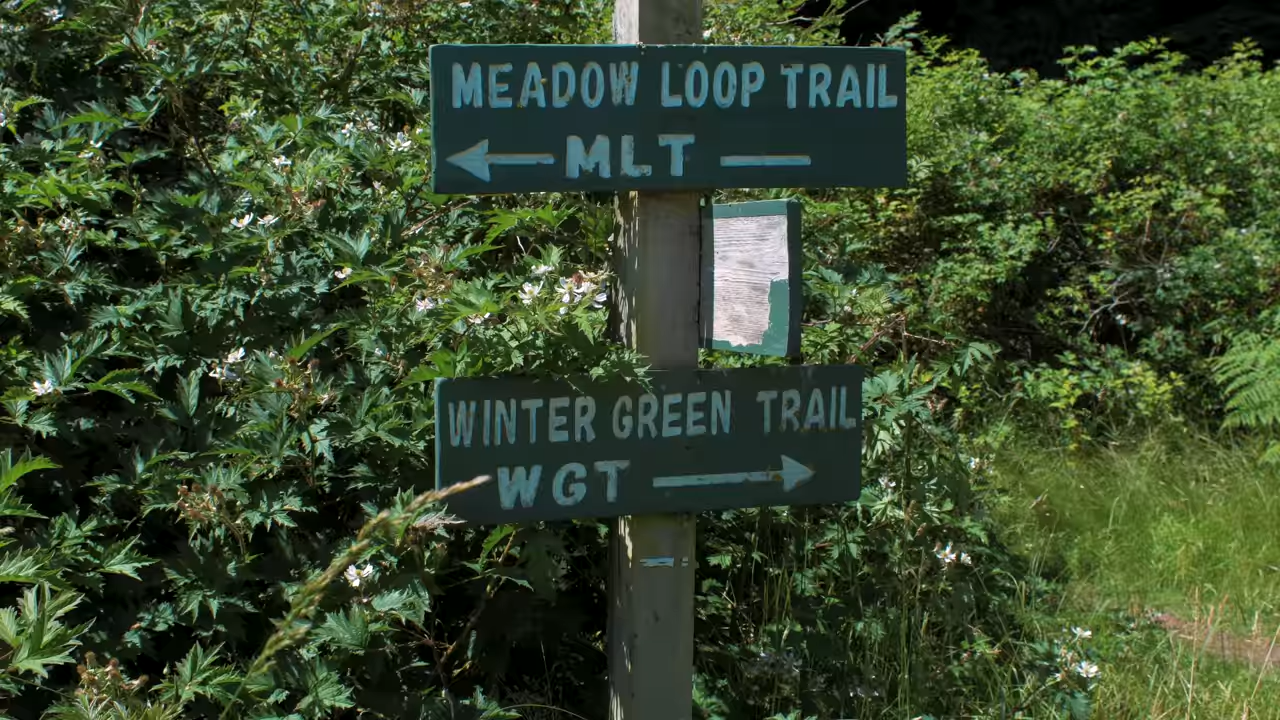 MEADOW LOOP TRAIL
← MLT —
WINTER GREEN TRAIL
WGT →